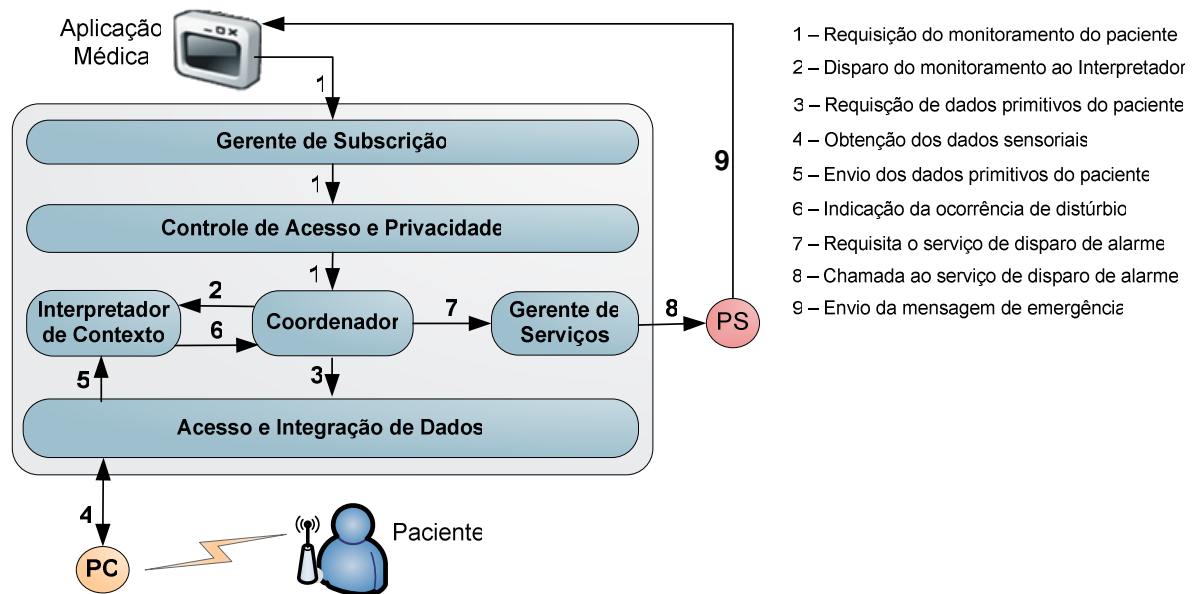 Aplicação
Médica
1
Gerente de Subscrição
1
Controle de Acesso e Privacidade
1
Interpretador
de Contexto
2
6
Coordenador
7
Gerente de
Serviços
8
PS
9
5
3
Acesso e Integração de Dados
4
PC
Paciente
1 – Requisição do monitoramento do paciente
2 – Disparo do monitoramento ao Interpretador
3 – Requisção de dados primitivos do paciente
4 – Obtenção dos dados sensoriais
5 – Envio dos dados primitivos do paciente
6 – Indicação da ocorrência de distúrbio
7 – Requisita o serviço de disparo de alarme
8 – Chamada ao serviço de disparo de alarme
9 – Envio da mensagem de emergência